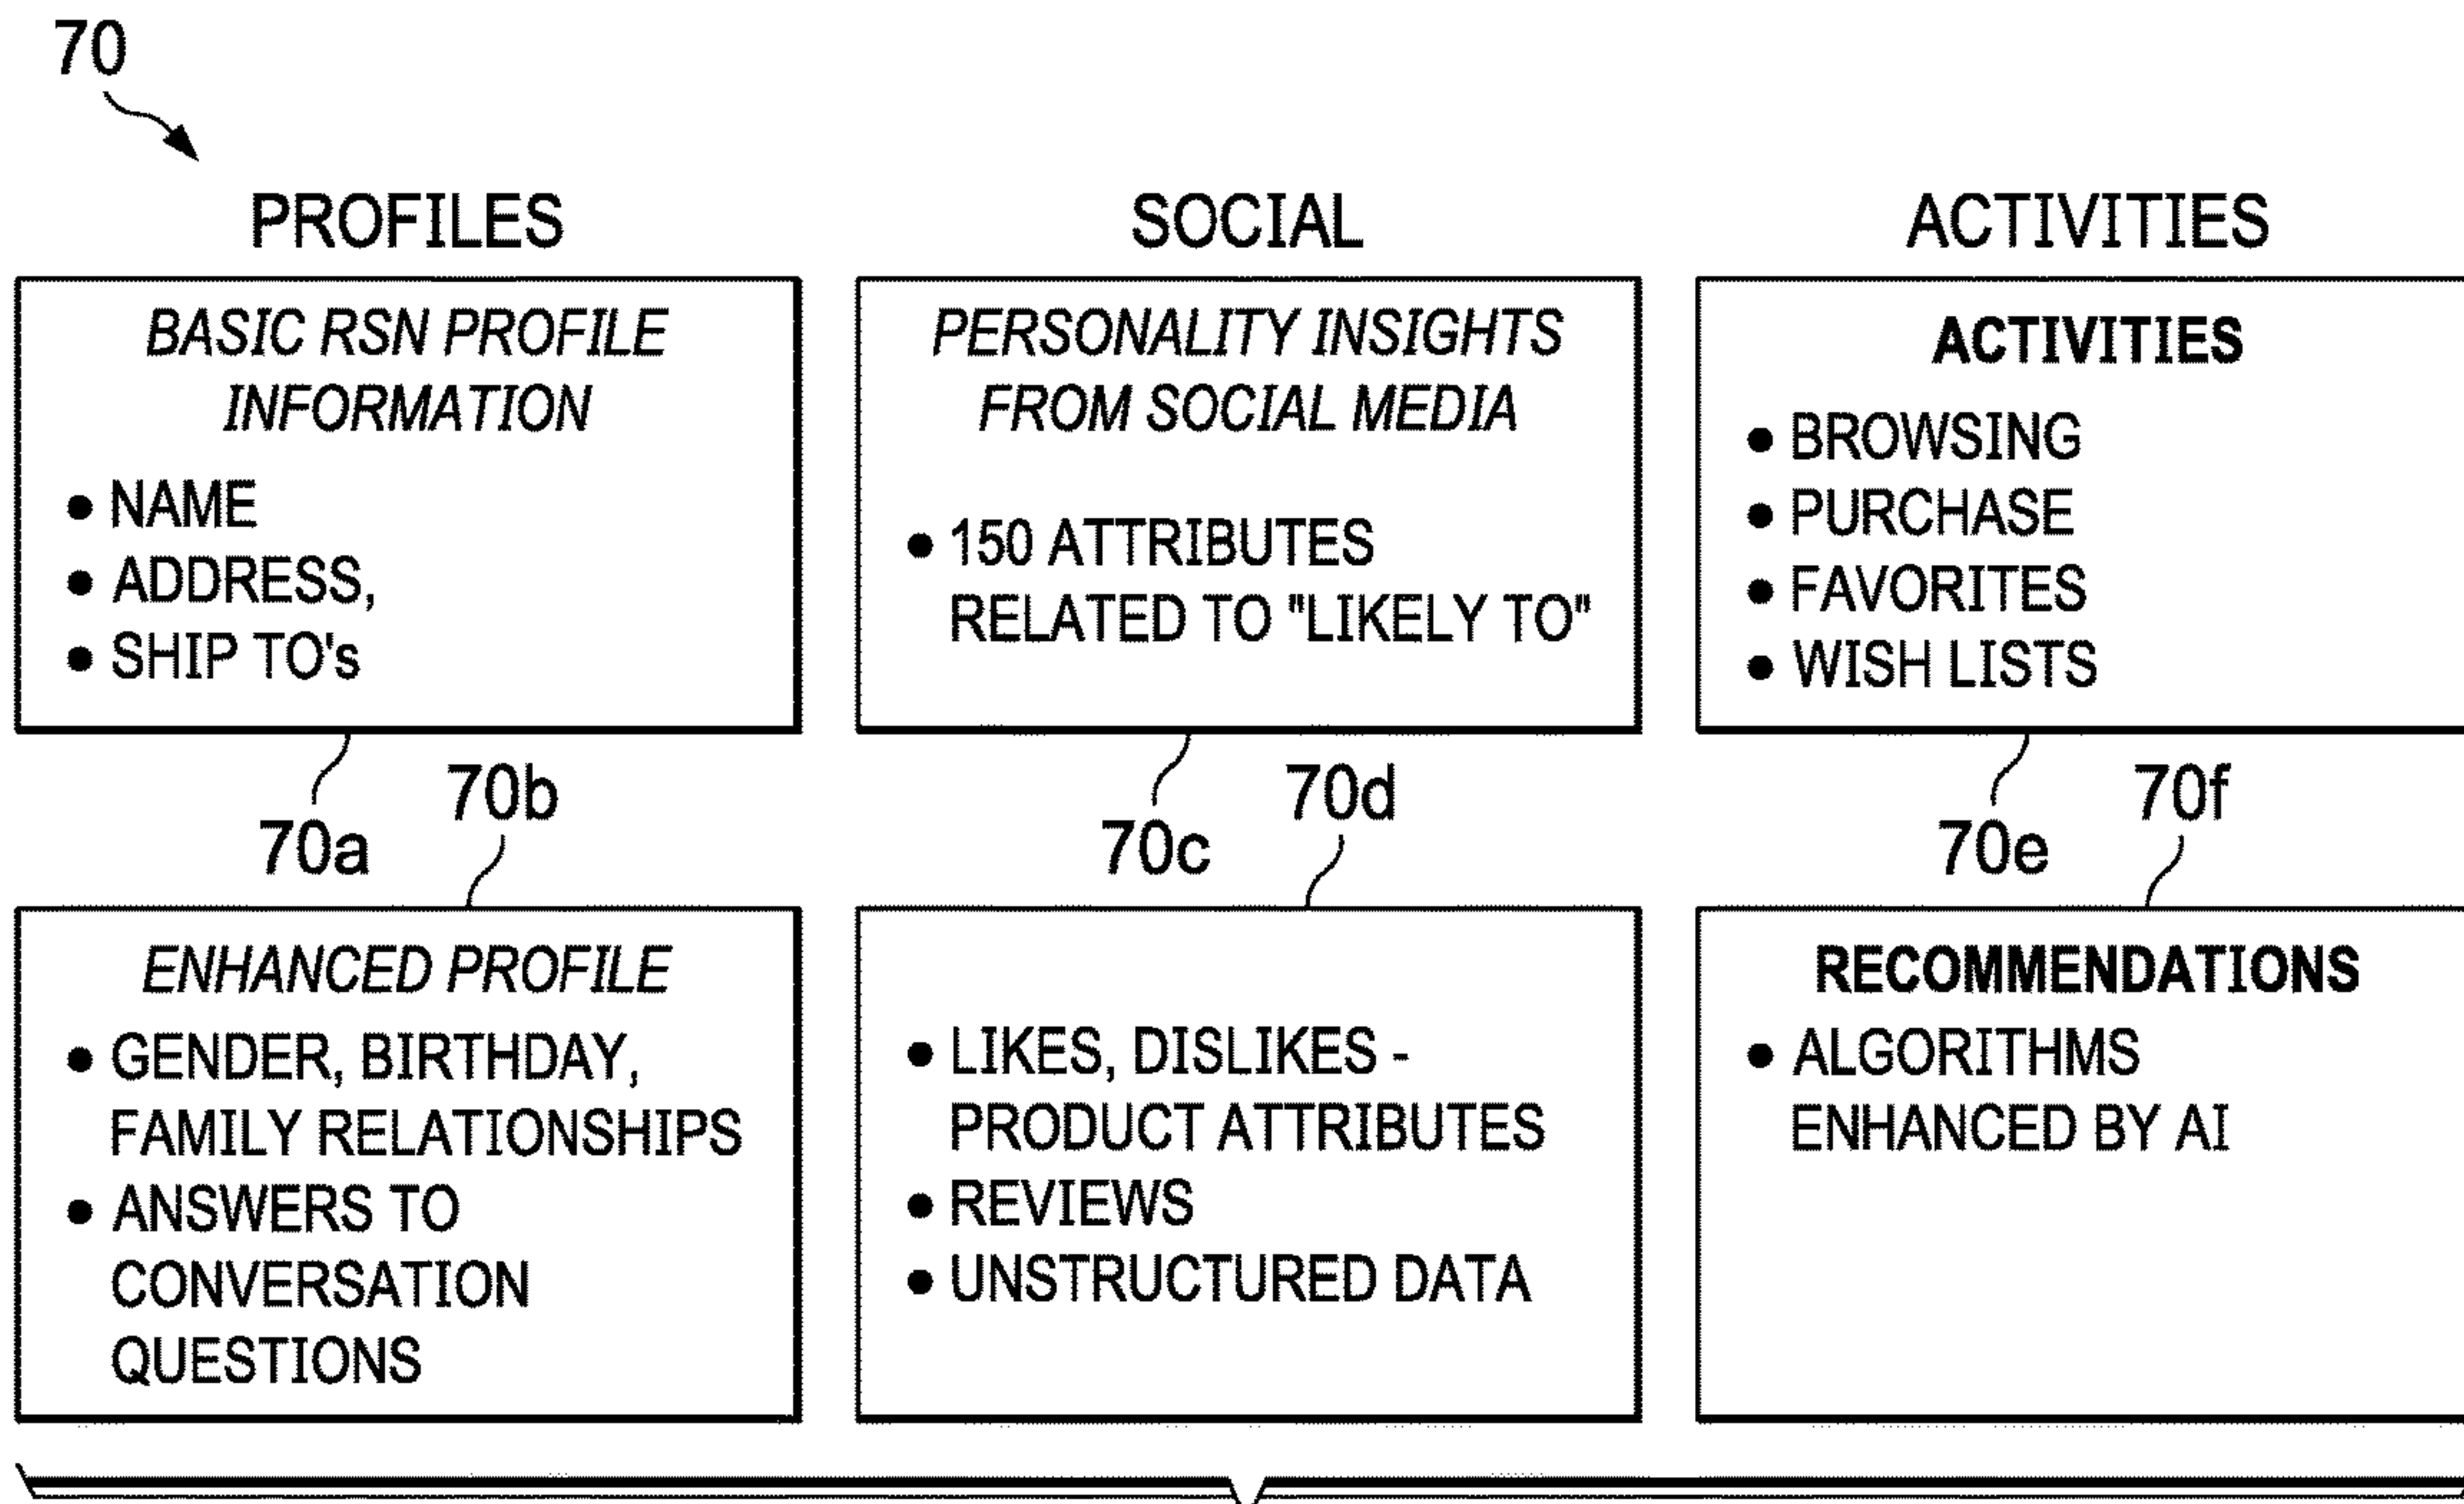 70
PROFILES
SOCIAL
ACTIVITIES
BASIC RSN PROFILE
INFORMATION
● NAME
● ADDRESS,
● SHIP TO's
PERSONALITY INSIGHTS
FROM SOCIAL MEDIA
● 150 ATTRIBUTES
RELATED TO "LIKELY TO"
ACTIVITIES
● BROWSING
● PURCHASE
● FAVORITES
● WISH LISTS
70a
70b
70c
70d
70e
70f
ENHANCED PROFILE
● GENDER, BIRTHDAY,
FAMILY RELATIONSHIPS
● ANSWERS TO
CONVERSATION
QUESTIONS
● LIKES, DISLIKES -
PRODUCT ATTRIBUTES
● REVIEWS
● UNSTRUCTURED DATA
RECOMMENDATIONS
● ALGORITHMS
ENHANCED BY AI